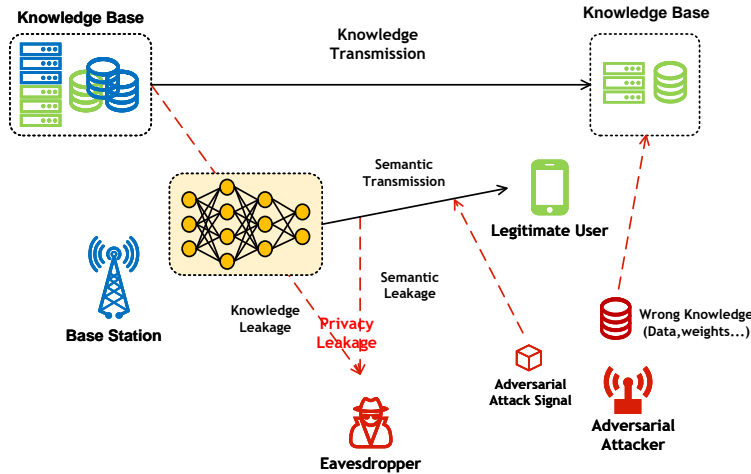 Knowledge Base
Knowledge
Transmission
Knowledge Base
Semantic
Transmission
Legitimate User
Base Station
Knowledge
Leakage
Semantic
Leakage
Privacy
Leakage
Eavesdropper
Adversarial
Attack Signal
Wrong Knowledge
(Data,weights...)
Adversarial
Attacker